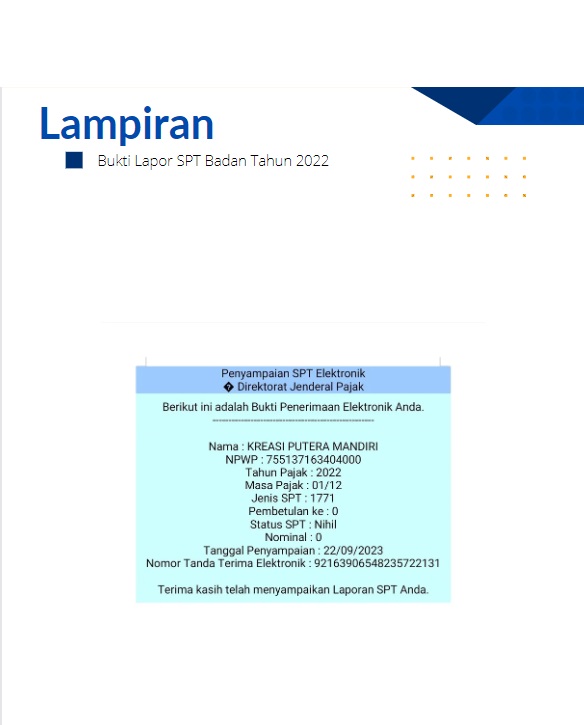 Lampiran
Bukti Lapor SPT Badan Tahun 2022
Penyampaian SPT Elektronik
� Direktorat Jenderal Pajak
Berikut ini adalah Bukti Penerimaan Elektronik Anda.
------------------------------------------------------------
Nama : KREASI PUTERA MANDIRI
NPWP : 755137163404000
Tahun Pajak : 2022
Masa Pajak : 01/12
Jenis SPT : 1771
Pembetulan ke : 0
Status SPT : Nihil
Nominal : 0
Tanggal Penyampaian : 22/09/2023
Nomor Tanda Terima Elektronik : 92163906548235722131
Terima kasih telah menyampaikan Laporan SPT Anda.